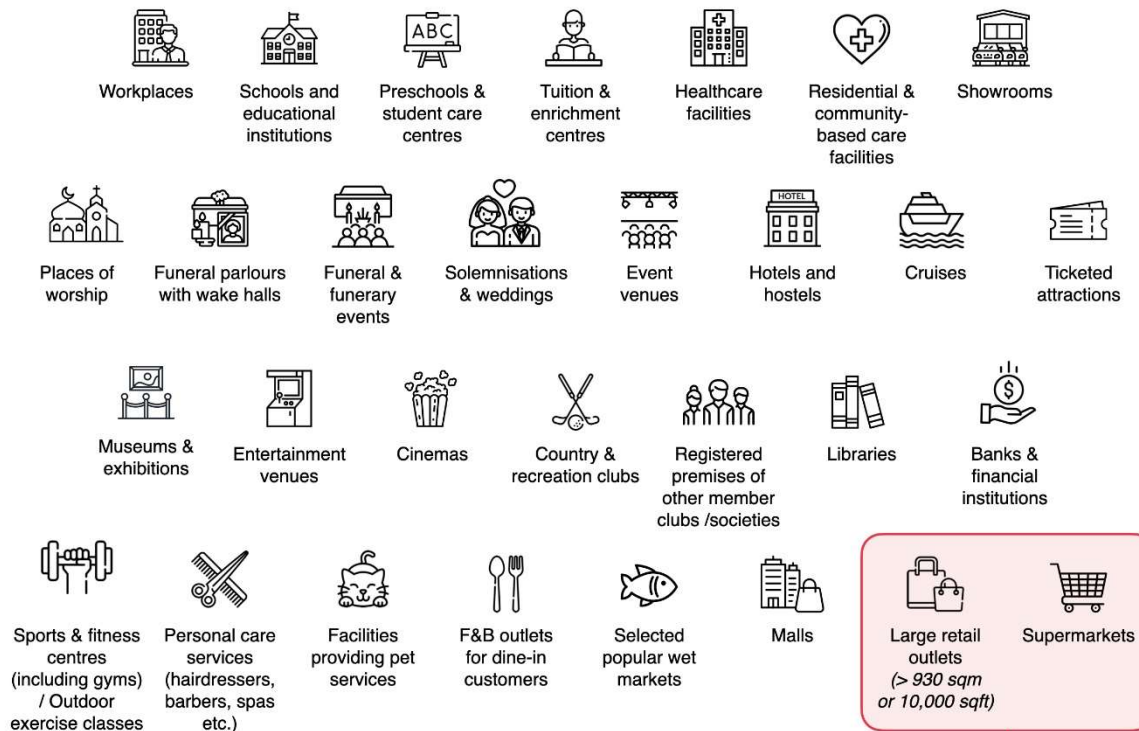 ABC
Workplaces
Schools and
educational
institutions
Preschools &
student care
centres
Tuition &
enrichment
centres
Healthcare
facilities
Residential &
community-
based care
facilities
Showrooms
HOTEL
Places of
worship
Funeral parlours
with wake halls
Funeral &
funerary
events
Solemnisations
& weddings
Event
venues
Hotels and
hostels
Cruises
Ticketed
attractions
$
Museums &
exhibitions
Entertainment
venues
Cinemas
Country &
recreation clubs
Registered
premises of
other member
clubs /societies
Libraries
Banks &
financial
institutions
Sports & fitness
centres
(including gyms)
/ Outdoor
exercise classes
Personal care
services
(hairdressers,
barbers, spas
etc.)
Facilities
providing pet
services
F&B outlets
for dine-in
customers
Selected
popular wet
markets
Malls
Large retail
outlets
(> 930 sqm
or 10,000 sqft)
Supermarkets